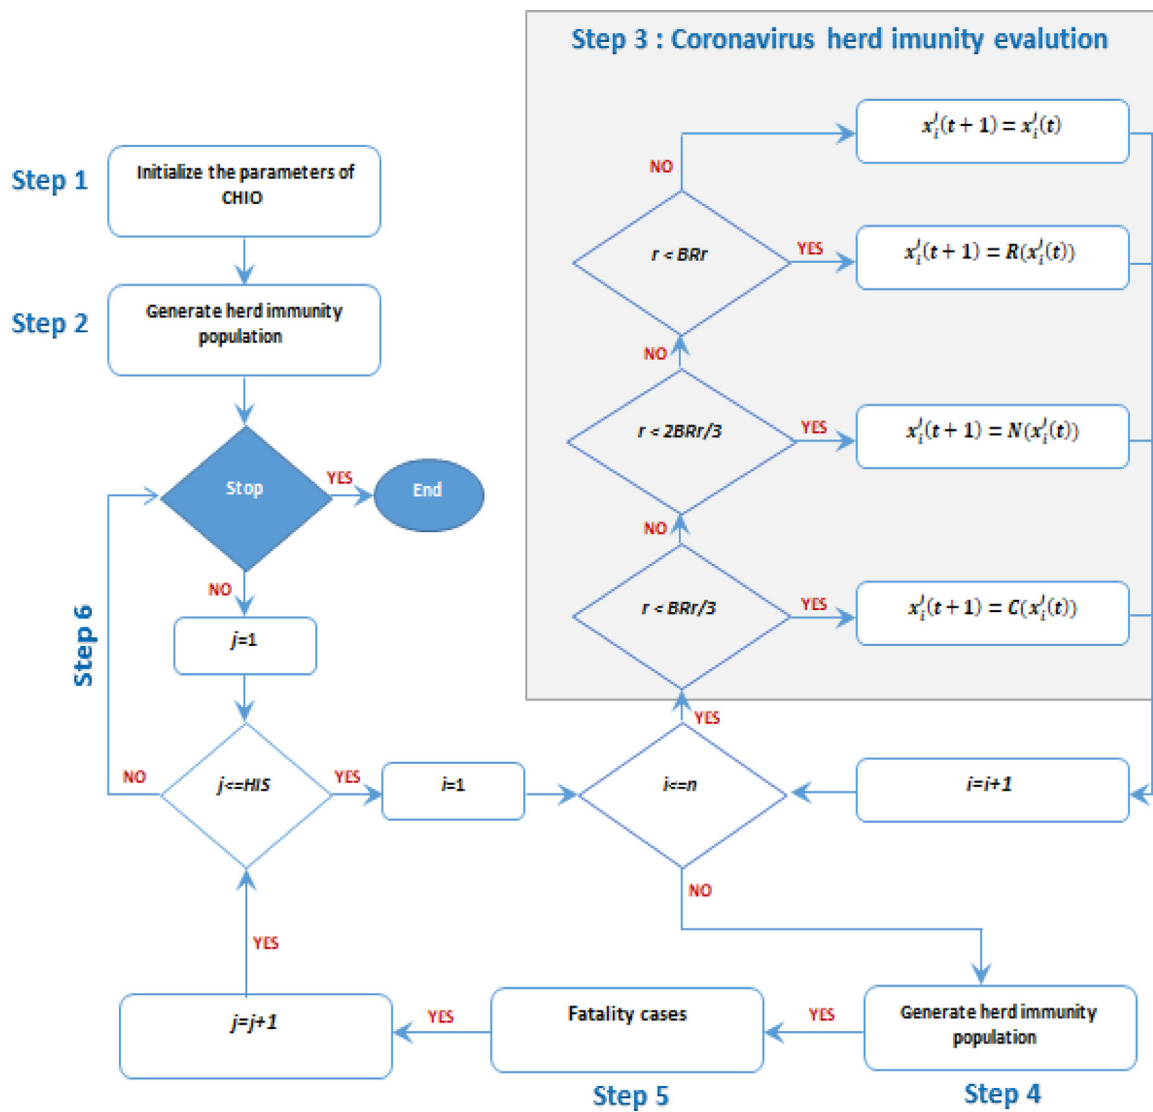 Step 3 : Coronavirus herd imunity evalution
Step 1
Initialize the parameters of
CHIO
Step 2
Generate herd immunity
population
Stop
YES
End
NO
j=1
Step 6
j<=HIS
NO
YES
i=1
i<=n
YES
r < BRr/3
YES
x_i^j(t + 1) = C(x_i^j(t))
NO
r < 2BRr/3
YES
x_i^j(t + 1) = N(x_i^j(t))
NO
r < BRr
YES
x_i^j(t + 1) = R(x_i^j(t))
NO
x_i^j(t + 1) = x_i^j(t)
i=i+1
NO
Generate herd immunity
population
Step 4
YES
Fatality cases
Step 5
YES
j=j+1
YES